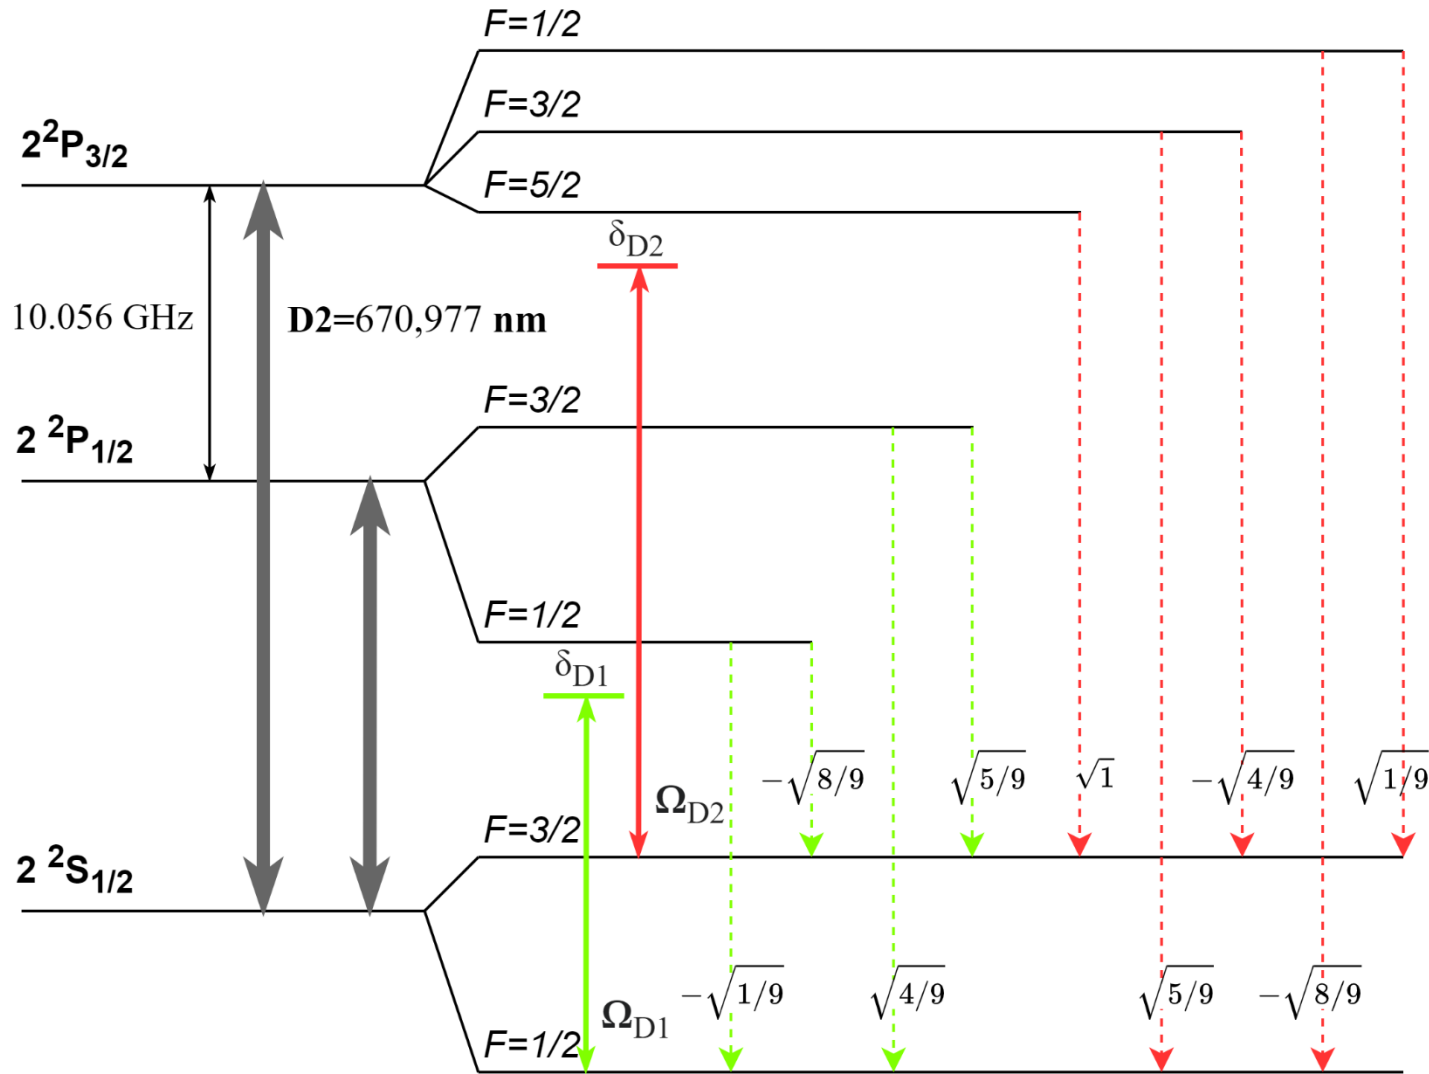 F=1/2
F=3/2
2²P₃/₂
F=5/2
δD2
10.056 GHz
D2=670,977 nm
F=3/2
2 ²P₁/₂
F=1/2
δD1
-√8/9
√5/9
√1
-√4/9
√1/9
ΩD2
F=3/2
2 ²S₁/₂
-√1/9
√4/9
√5/9
-√8/9
ΩD1
F=1/2